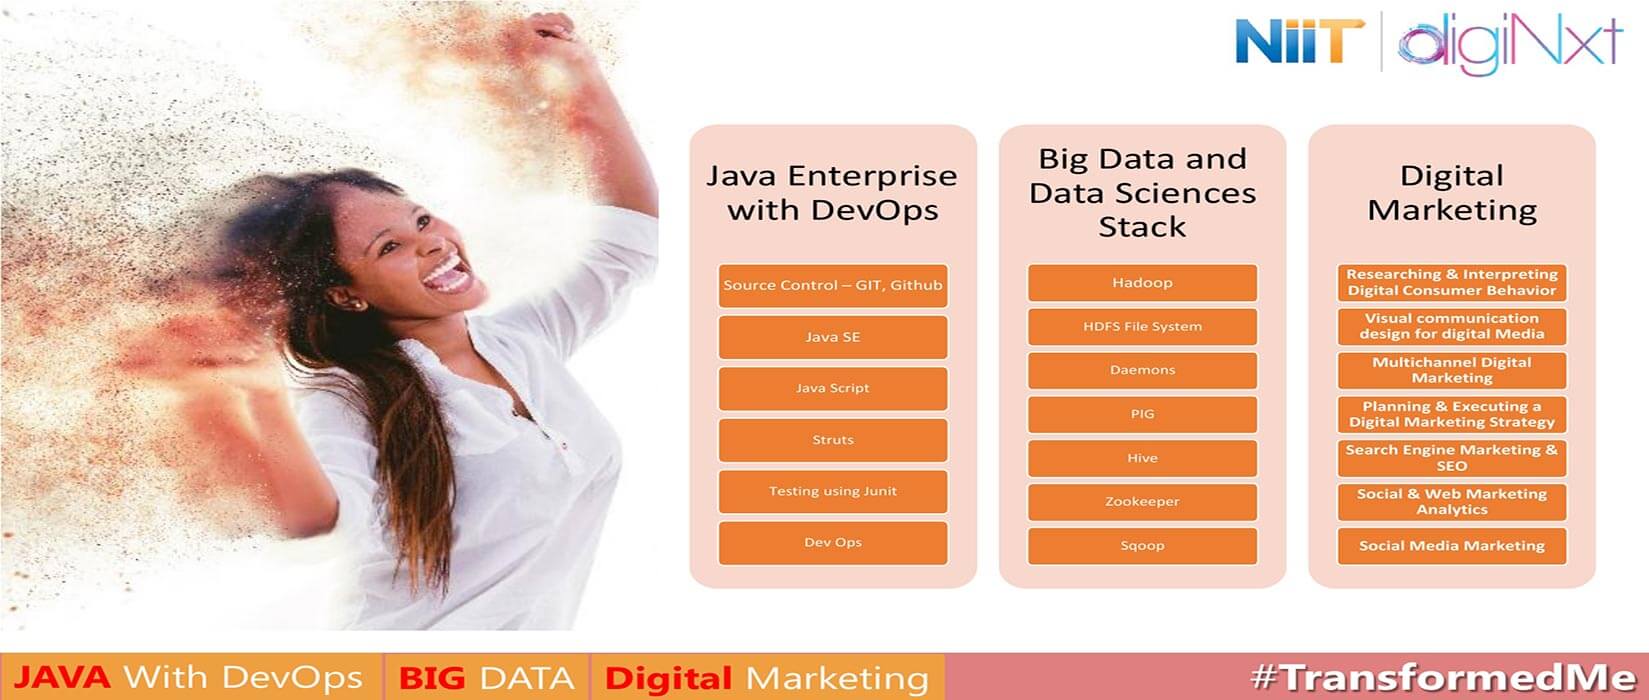 NiiT digiNxt
Java Enterprise
with DevOps
Source Control – GIT, Github
Java SE
Java Script
Struts
Testing using Junit
Dev Ops
Big Data and
Data Sciences
Stack
Hadoop
HDFS File System
Daemons
PIG
Hive
Zookeeper
Sqoop
Digital
Marketing
Researching & Interpreting
Digital Consumer Behavior
Visual communication
design for digital Media
Multichannel Digital
Marketing
Planning & Executing a
Digital Marketing Strategy
Search Engine Marketing &
SEO
Social & Web Marketing
Analytics
Social Media Marketing
JAVA With DevOps
BIG DATA
Digital Marketing
#TransformedMe